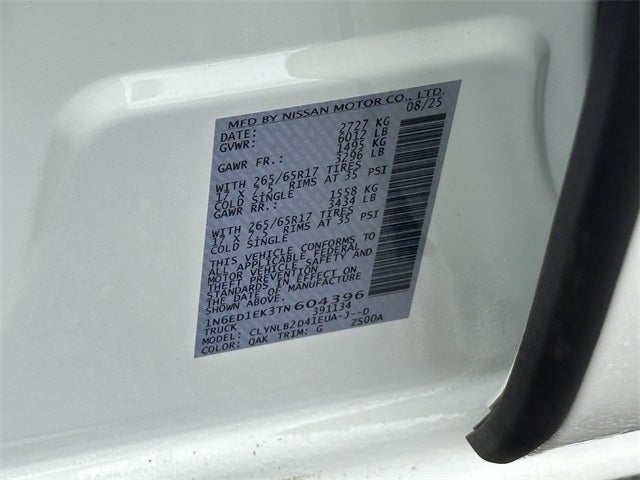 MFD BY NISSAN MOTOR CO., LTD.
DATE: 08/25
GVWR: 2727 KG
6012 LB
GAWR FR.: 1495 KG
3296 LB
WITH 265/65R17 TIRES
17 X 7.5 RIMS AT 35 PSI
COLD SINGLE
GAWR RR.: 1558 KG
3434 LB
WITH 265/65R17 TIRES
17 X 7.5 RIMS AT 35 PSI
COLD SINGLE
THIS VEHICLE CONFORMS TO
ALL APPLICABLE FEDERAL
MOTOR VEHICLE SAFETY AND
THEFT PREVENTION
STANDARDS IN EFFECT ON
THE DATE OF MANUFACTURE
SHOWN ABOVE.
1N6ED1EK3TN604396
TRUCK 391134
MODEL: CLYNLB2D41EUA-J--D
COLOR: QAK TRIM: G ZS00A